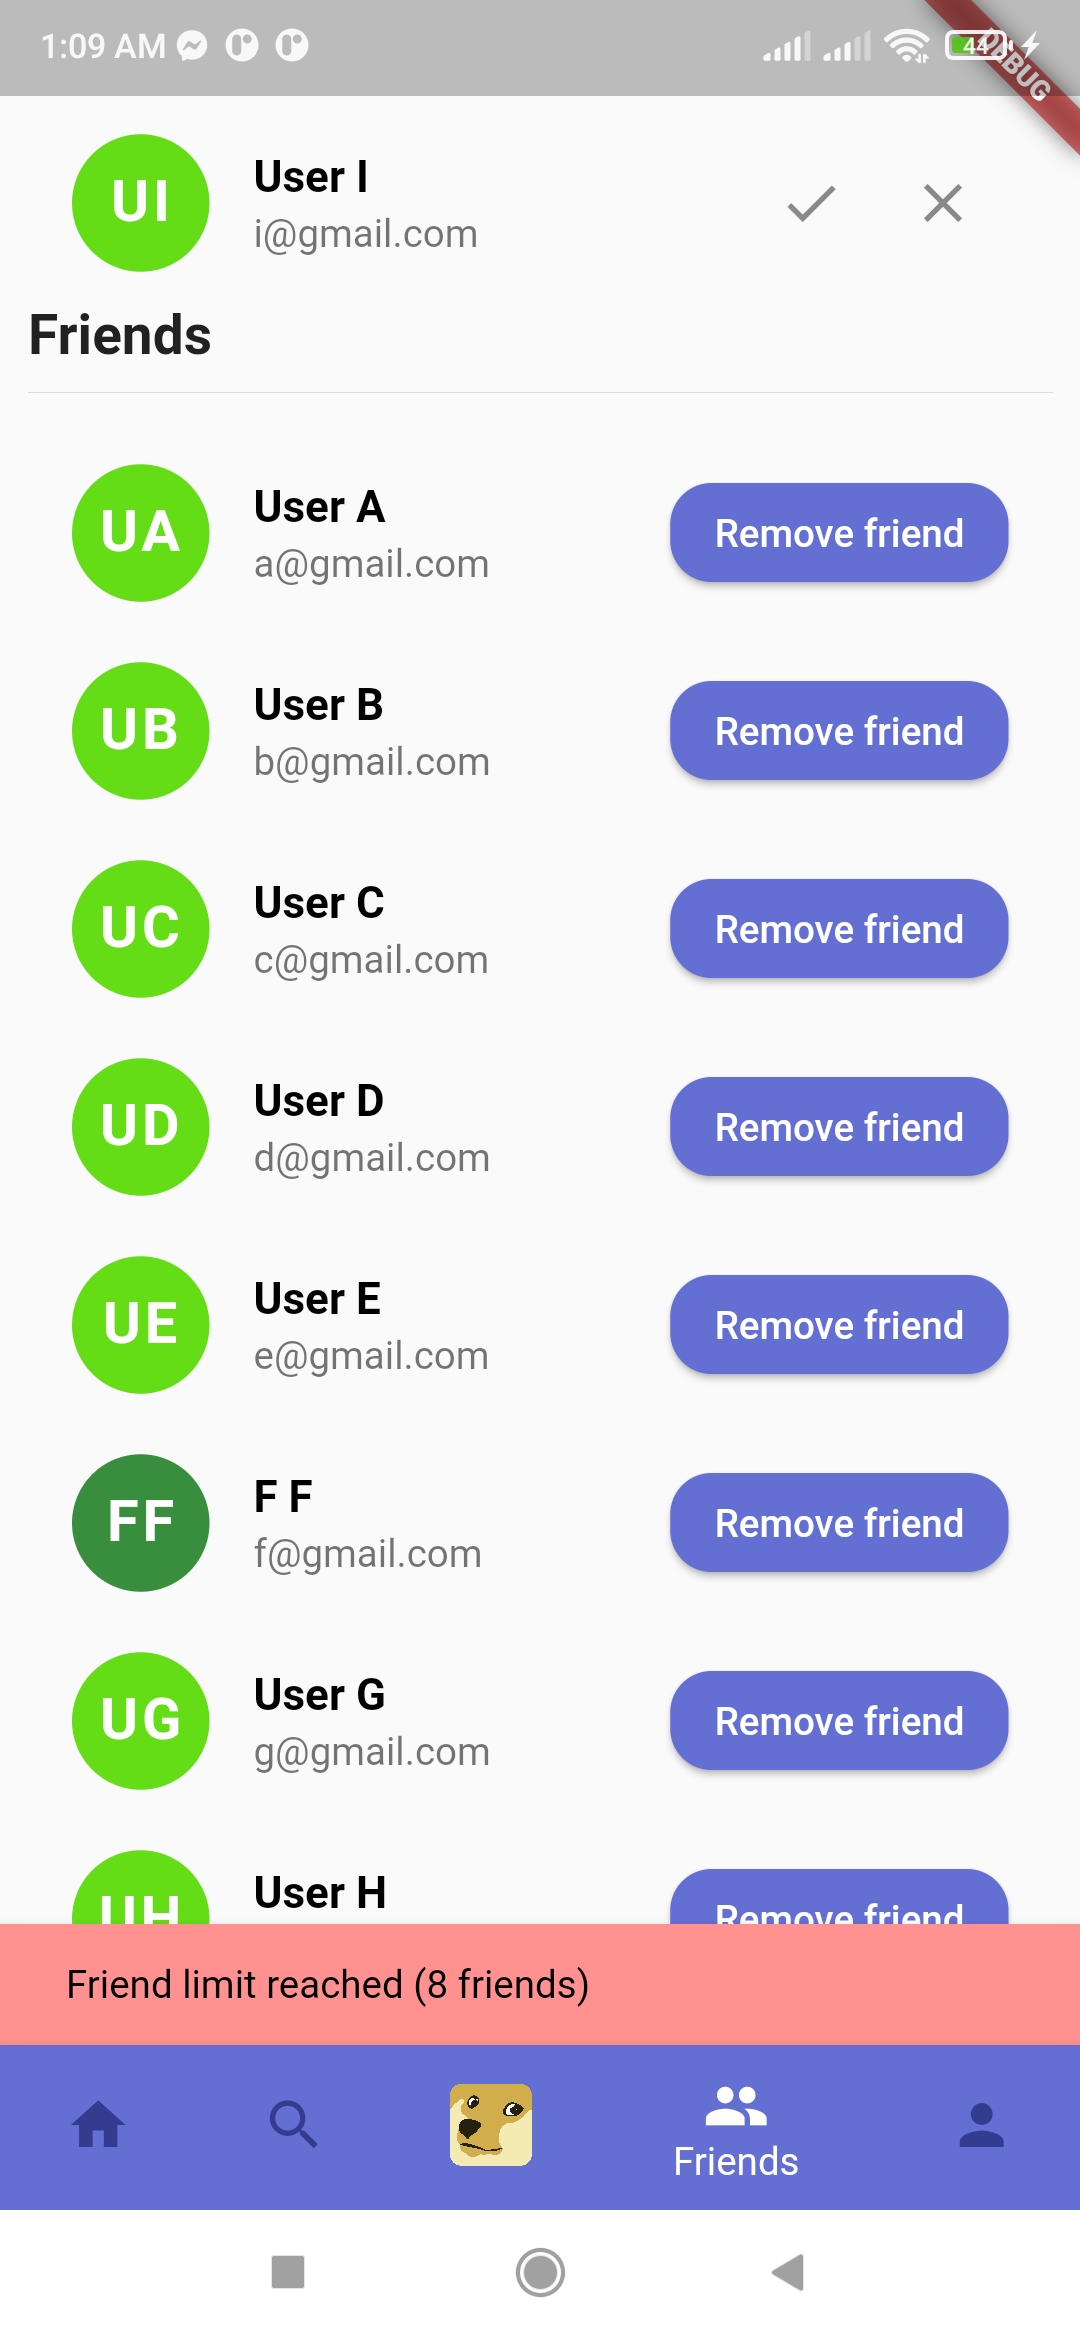 1:09 AM
44
DEBUG
UI
User I
i@gmail.com
Friends
UA
User A
a@gmail.com
Remove friend
UB
User B
b@gmail.com
Remove friend
UC
User C
c@gmail.com
Remove friend
UD
User D
d@gmail.com
Remove friend
UE
User E
e@gmail.com
Remove friend
FF
F F
f@gmail.com
Remove friend
UG
User G
g@gmail.com
Remove friend
UH
User H
Remove friend
Friend limit reached (8 friends)
Friends